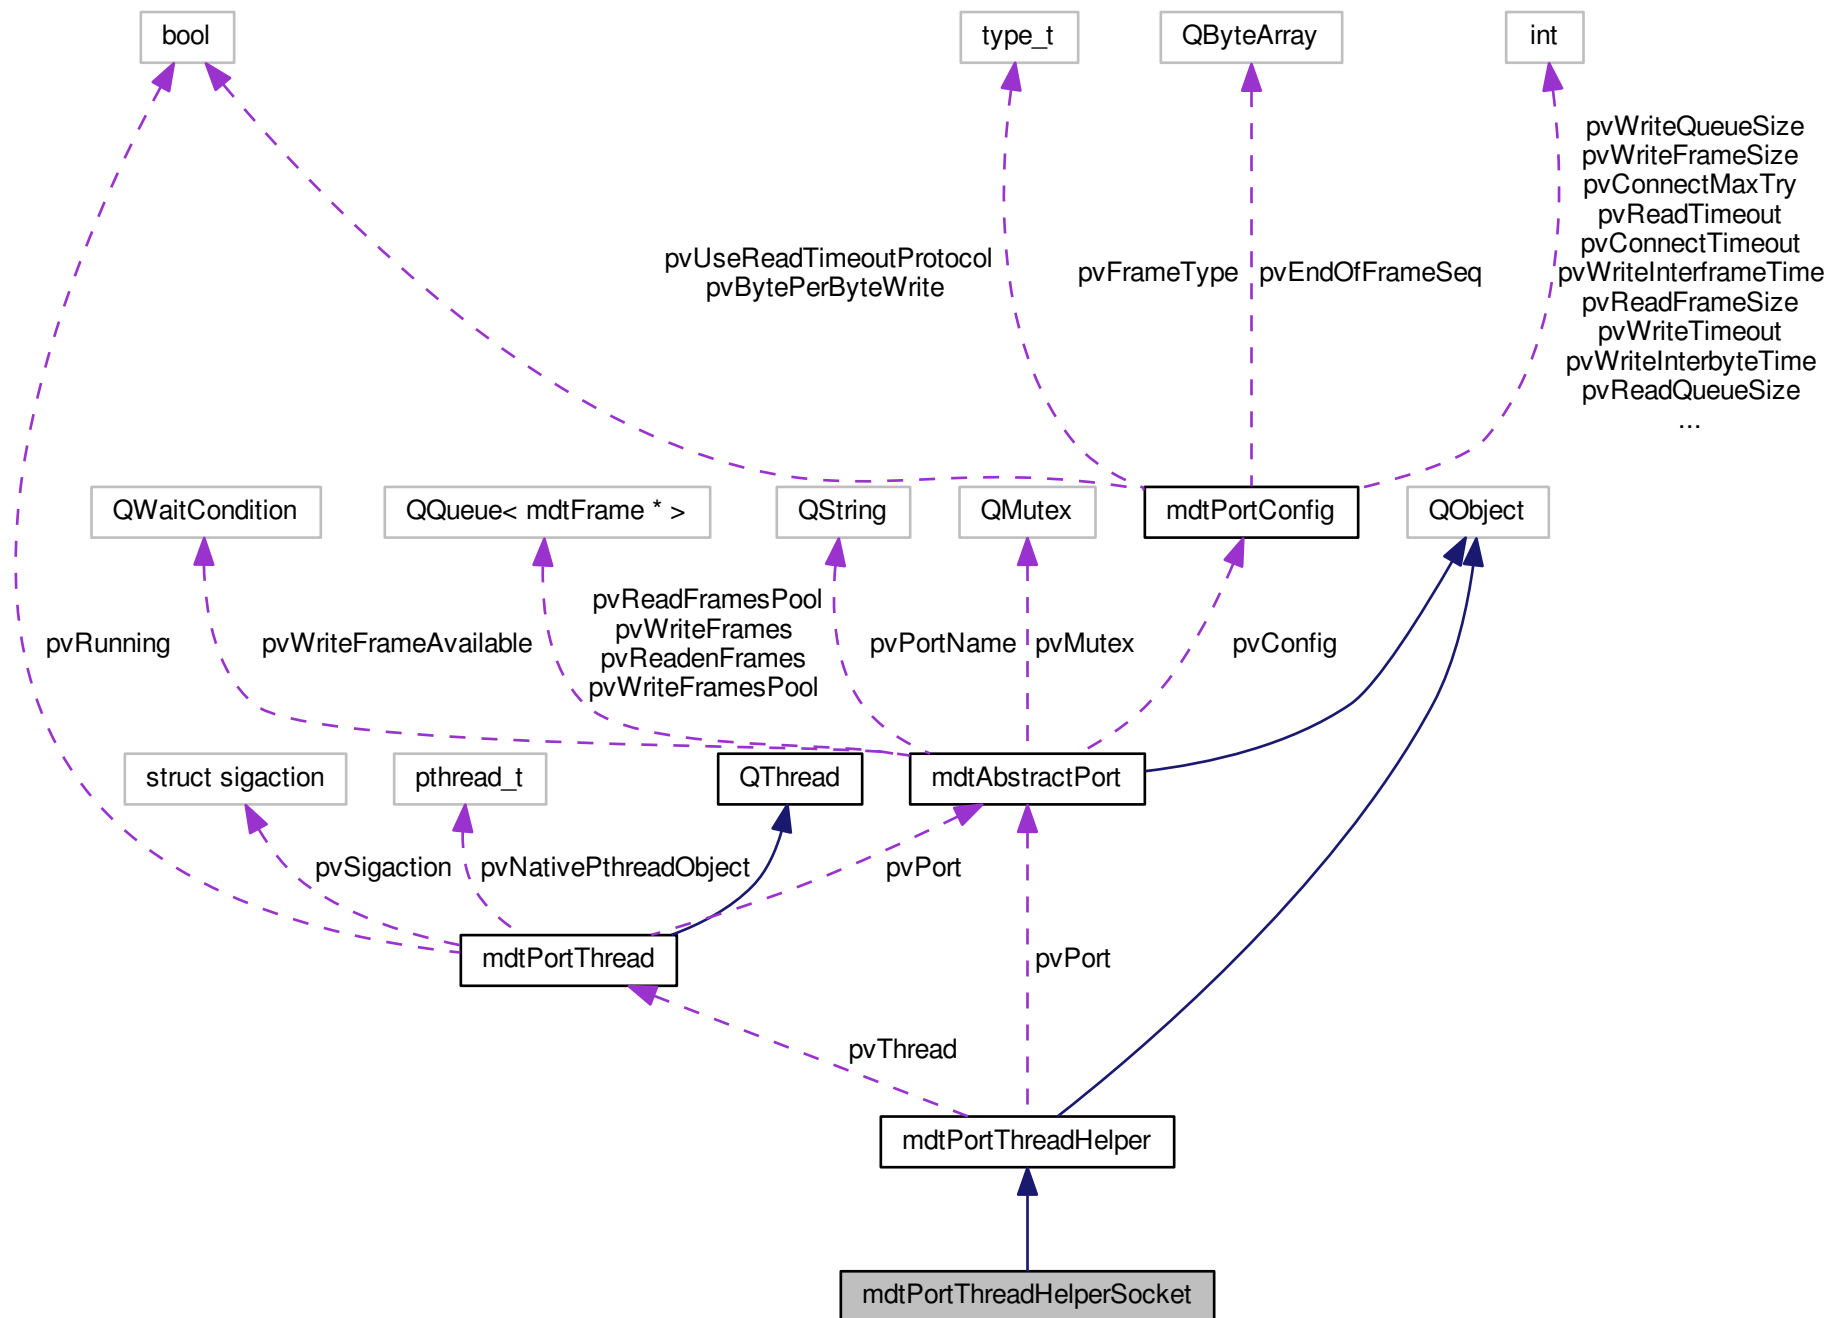 bool
type_t
QByteArray
int
pvWriteQueueSize
pvWriteFrameSize
pvConnectMaxTry
pvReadTimeout
pvConnectTimeout
pvWriteInterframeTime
pvReadFrameSize
pvWriteTimeout
pvWriteInterbyteTime
pvReadQueueSize
...
pvUseReadTimeoutProtocol
pvBytePerByteWrite
pvFrameType
pvEndOfFrameSeq
QWaitCondition
QQueue< mdtFrame * >
QString
QMutex
mdtPortConfig
QObject
pvRunning
pvWriteFrameAvailable
pvReadFramesPool
pvWriteFrames
pvReadenFrames
pvWriteFramesPool
pvPortName
pvMutex
pvConfig
struct sigaction
pthread_t
QThread
mdtAbstractPort
pvSigaction
pvNativePthreadObject
pvPort
mdtPortThread
pvPort
pvThread
mdtPortThreadHelper
mdtPortThreadHelperSocket